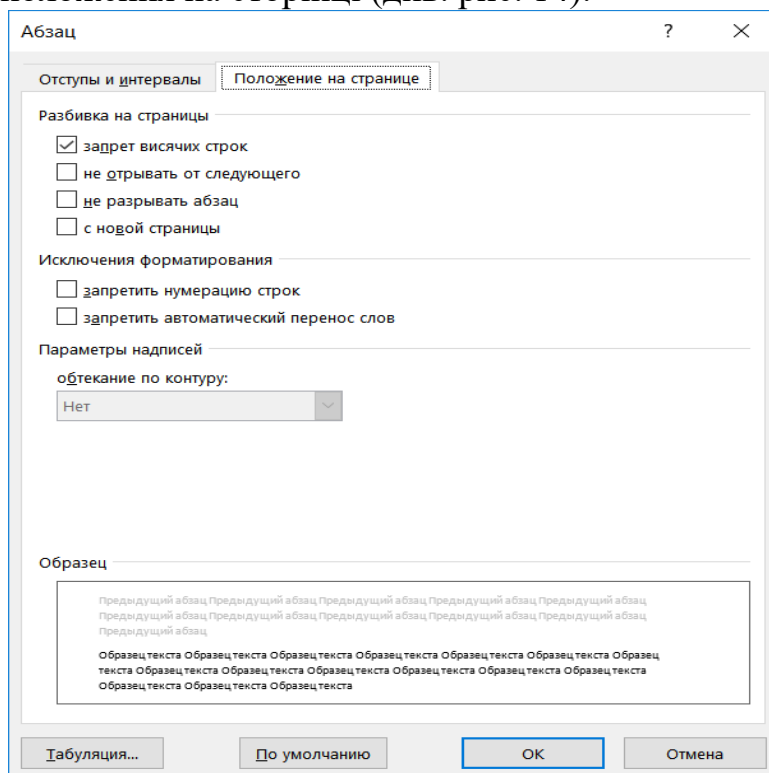 Абзац ? ×
Отступы и интервалы Положение на странице
Разбивка на страницы
запрет висячих строк
не отрывать от следующего
не разрывать абзац
с новой страницы
Исключения форматирования
запретить нумерацию строк
запретить автоматический перенос слов
Параметры надписей
обтекание по контуру:
Нет
Образец
Предыдущий абзац Предыдущий абзац Предыдущий абзац Предыдущий абзац Предыдущий абзац
Предыдущий абзац Предыдущий абзац Предыдущий абзац Предыдущий абзац Предыдущий абзац
Предыдущий абзац
Образец текста Образец текста Образец текста Образец текста Образец текста Образец текста Образец
текста Образец текста Образец текста Образец текста Образец текста Образец текста Образец текста
Образец текста Образец текста Образец текста
Табуляция... По умолчанию ОК Отмена